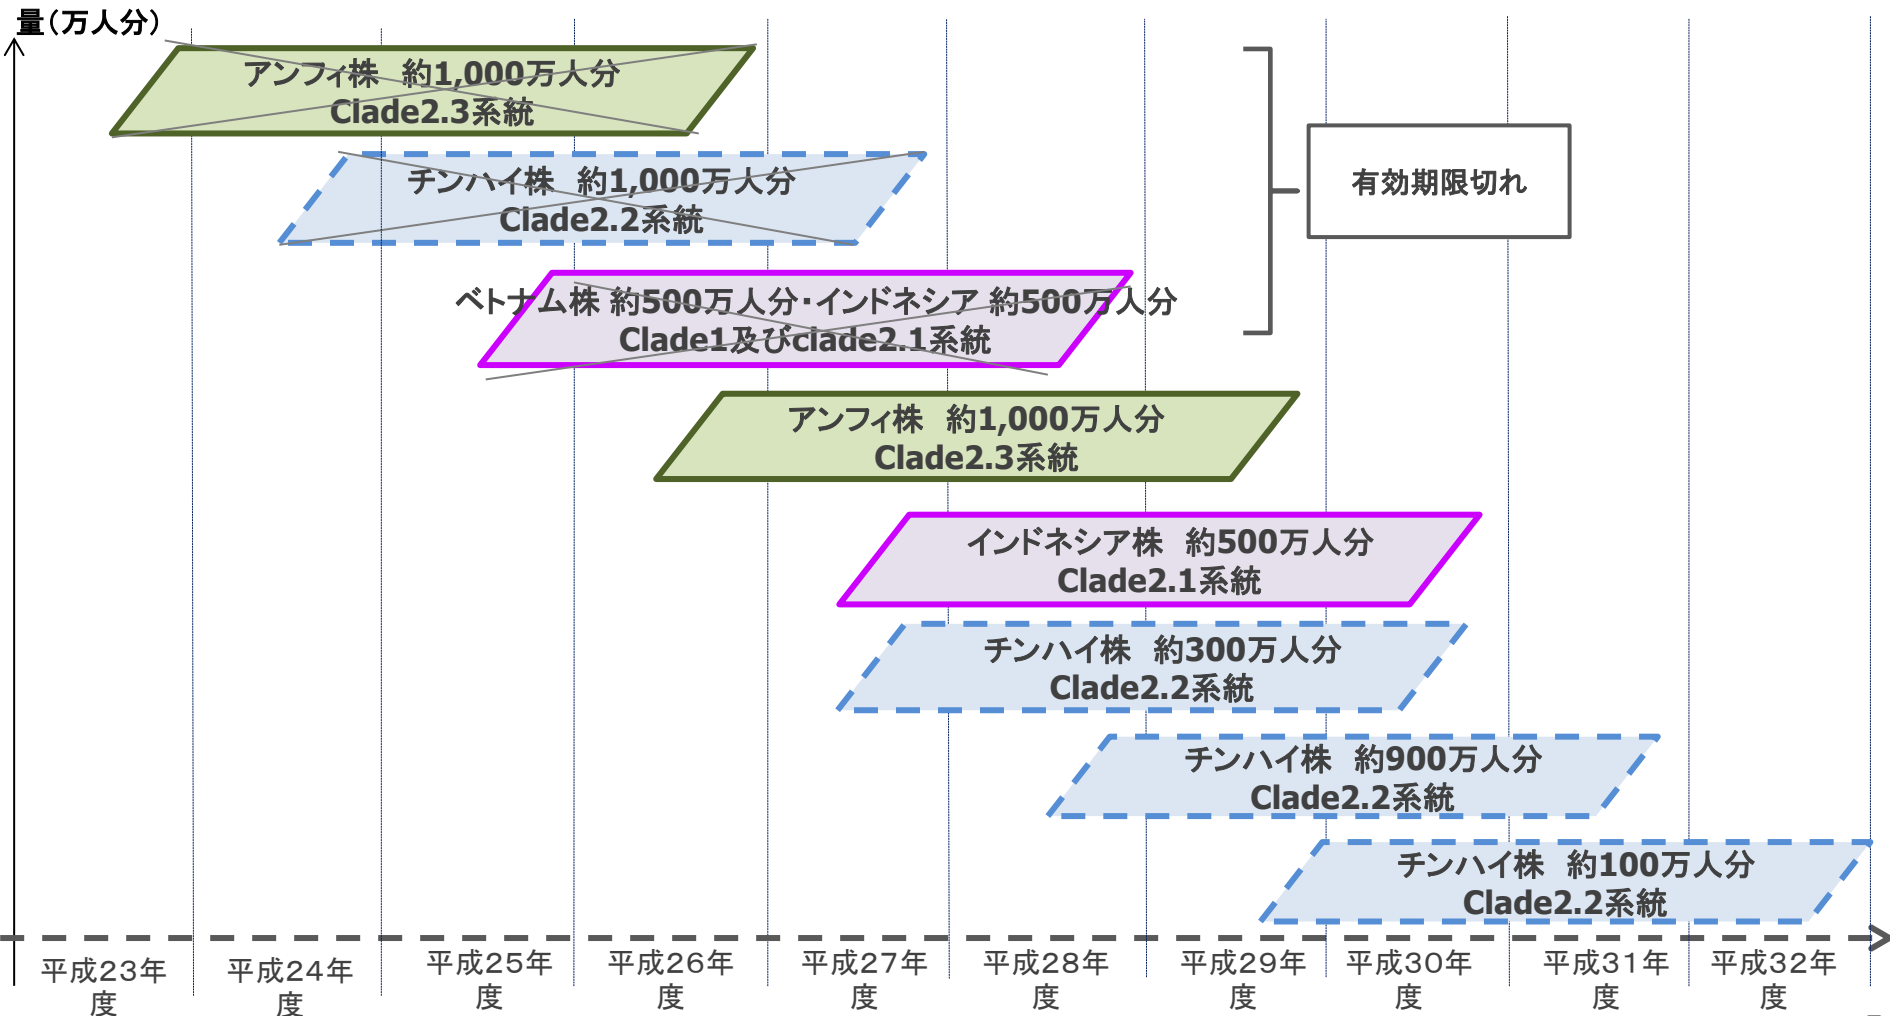 量(万人分)
アンフィ株　約1,000万人分
Clade2.3系統
チンハイ株　約1,000万人分
Clade2.2系統
有効期限切れ
ベトナム株 約500万人分・インドネシア 約500万人分
Clade1及びclade2.1系統
アンフィ株　約1,000万人分
Clade2.3系統
インドネシア株　約500万人分
Clade2.1系統
チンハイ株　約300万人分
Clade2.2系統
チンハイ株　約900万人分
Clade2.2系統
チンハイ株　約100万人分
Clade2.2系統
平成23年
度
平成24年
度
平成25年
度
平成26年
度
平成27年
度
平成28年
度
平成29年
度
平成30年
度
平成31年
度
平成32年
度